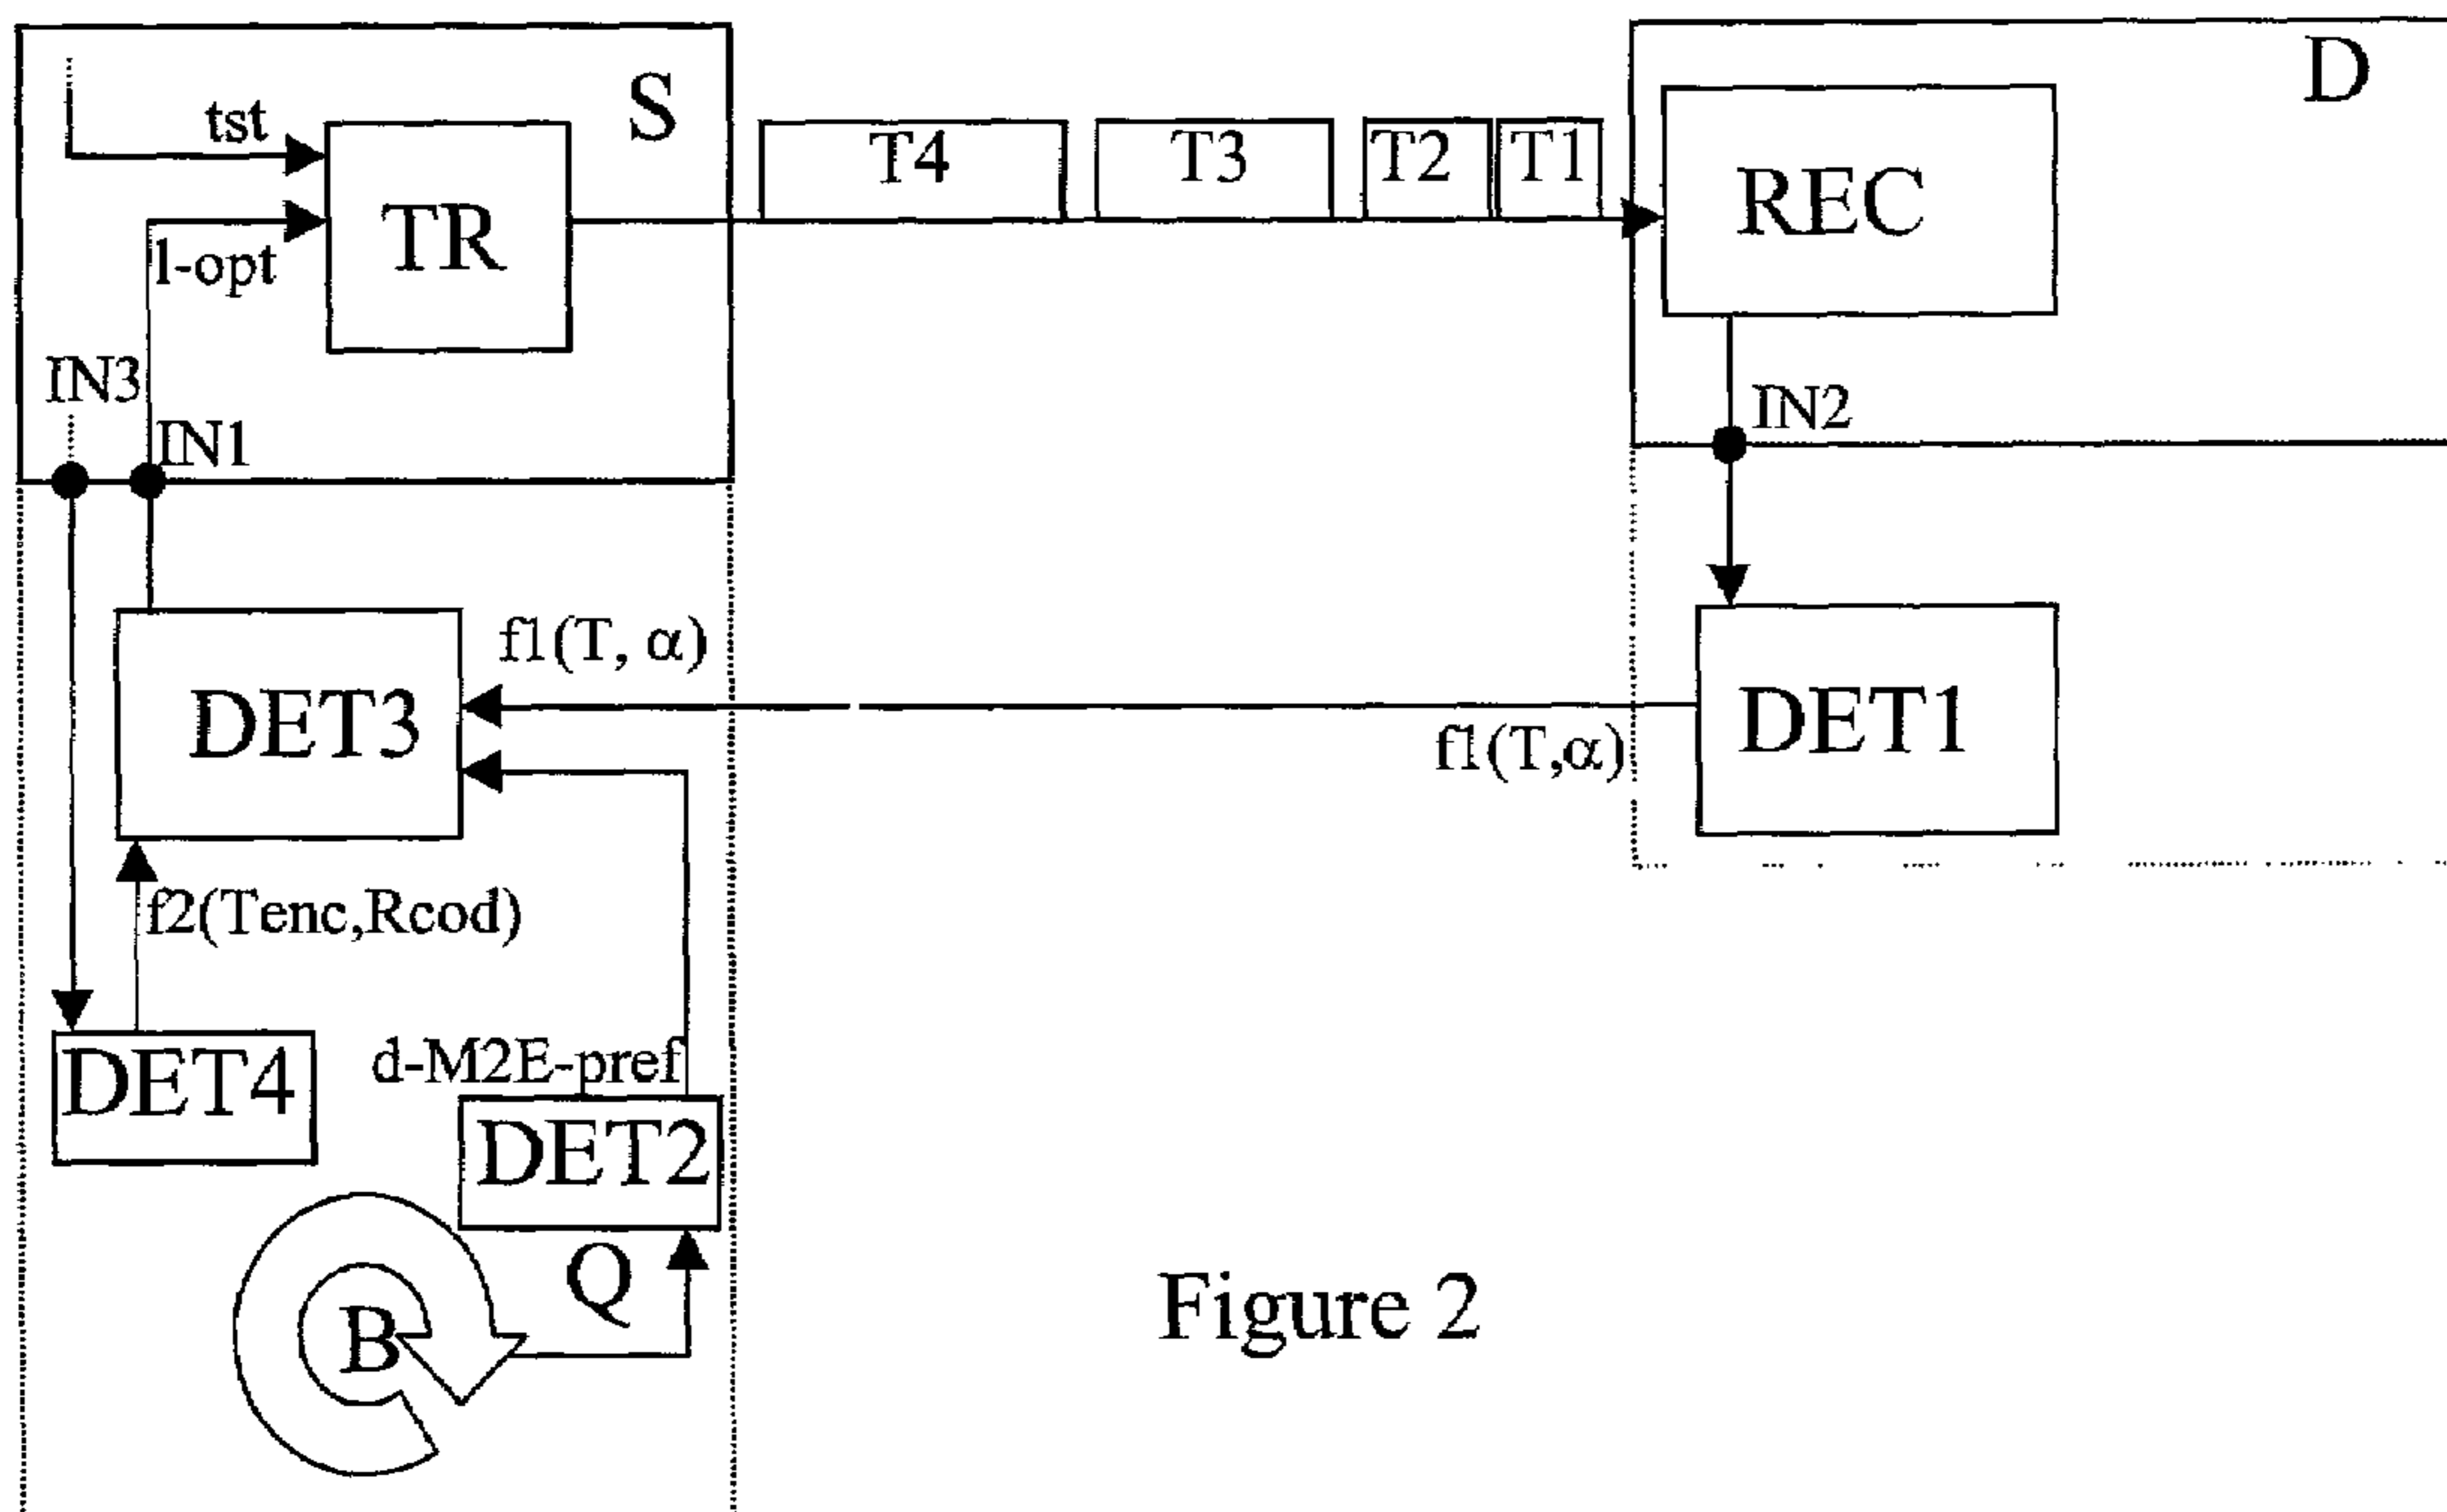 S
D
tst
T4
T3
T2
T1
REC
TR
l-opt
IN3
IN1
IN2
f1(T, α)
DET3
DET1
f1(T,α)
f2(Tenc,Rcod)
d-M2E-pref
DET4
DET2
Q
B
Figure 2